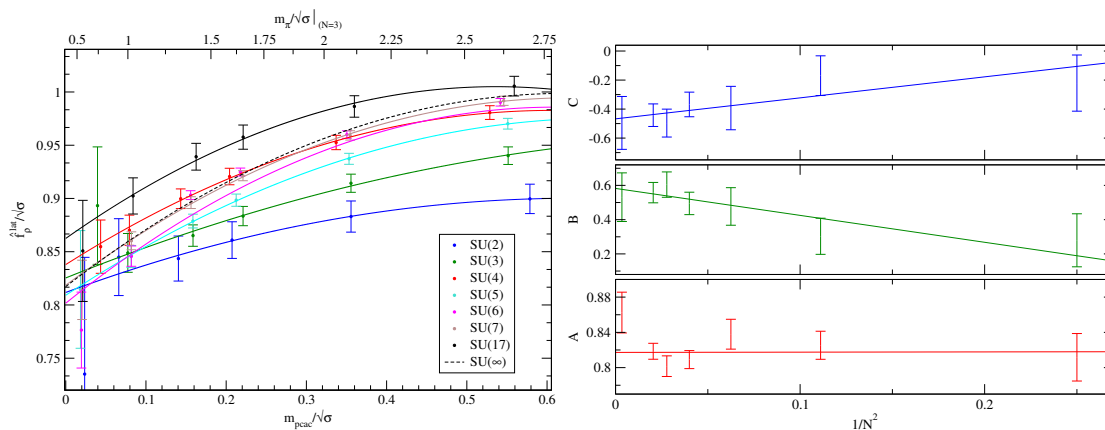 m_π/√σ|_(N=3)
0.5 1 1.5 1.75 2 2.25 2.5 2.75
f̂_ρ^lat/√σ
1
0.95
0.9
0.85
0.8
0.75
SU(2)
SU(3)
SU(4)
SU(5)
SU(6)
SU(7)
SU(17)
SU(∞)
0 0.1 0.2 0.3 0.4 0.5 0.6
m_pcac/√σ
C
0
-0.2
-0.4
-0.6
B
0.6
0.4
0.2
A
0.88
0.84
0.8
0 0.1 0.2
1/N²